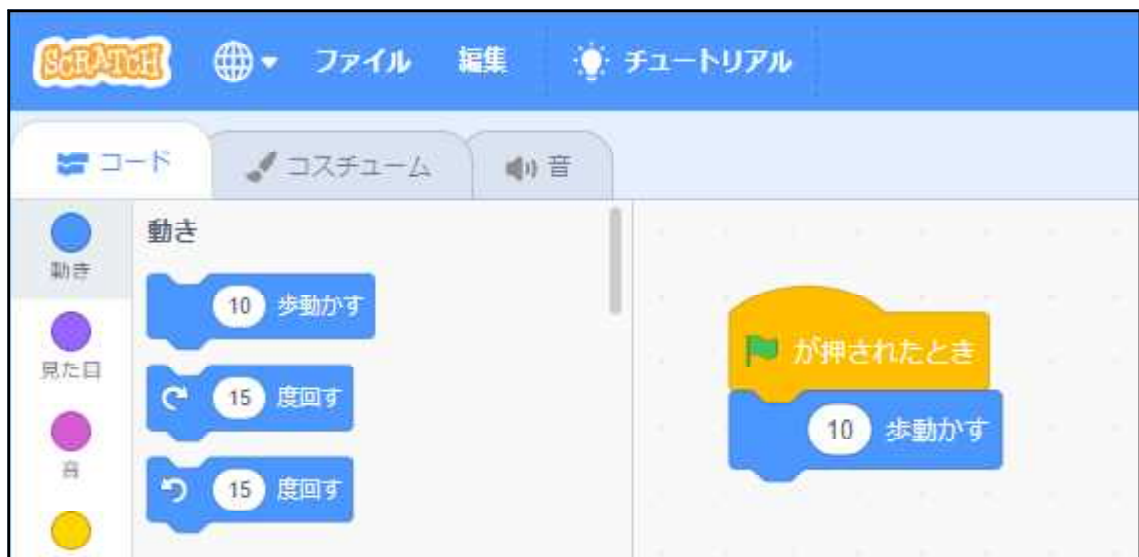 SCRATCH ファイル 編集 チュートリアル
コード コスチューム 音
動き
見た目
音
動き
10 歩動かす
15 度回す
15 度回す
が押されたとき
10 歩動かす